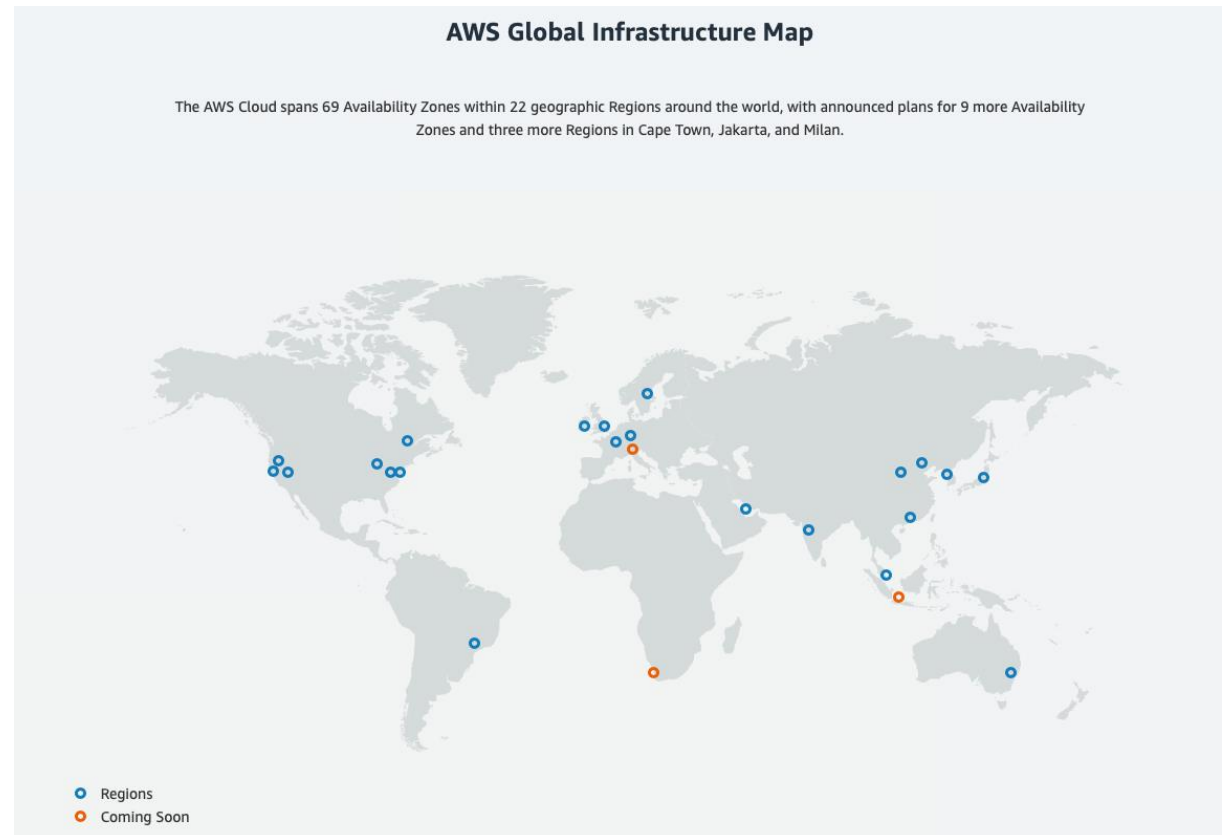 AWS Global Infrastructure Map
The AWS Cloud spans 69 Availability Zones within 22 geographic Regions around the world, with announced plans for 9 more Availability
Zones and three more Regions in Cape Town, Jakarta, and Milan.
Regions
Coming Soon